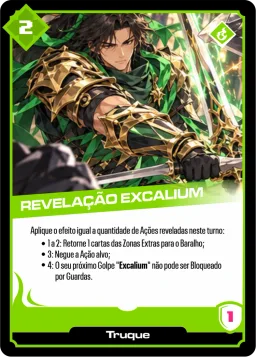 2
REVELAÇÃO EXCALIUM
Aplique o efeito igual a quantidade de Ações reveladas neste turno:
• 1 a 2: Retorne 1 cartas das Zonas Extras para o Baralho;
• 3: Negue a Ação alvo;
• 4: O seu próximo Golpe "Excalium" não pode ser Bloqueado
por Guardas.
1
Truque